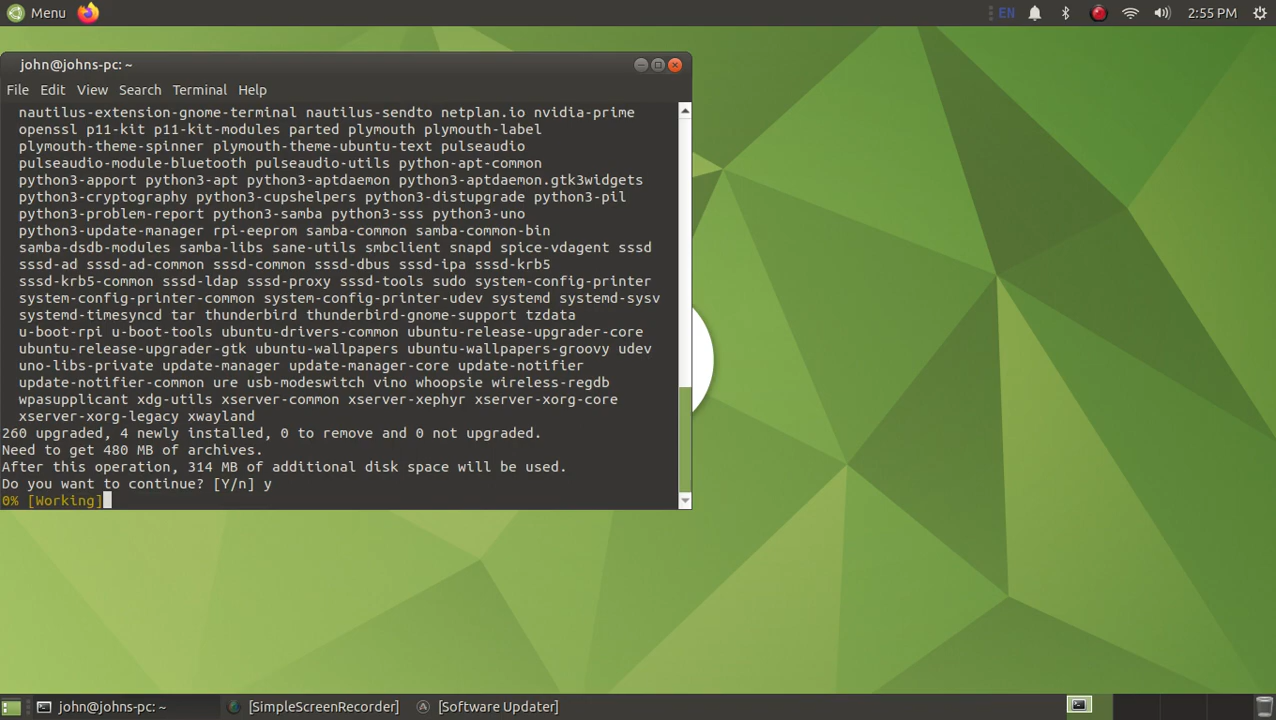 Menu
EN
2:55 PM
john@johns-pc: ~
File Edit View Search Terminal Help
nautilus-extension-gnome-terminal nautilus-sendto netplan.io nvidia-prime
openssl p11-kit p11-kit-modules parted plymouth plymouth-label
plymouth-theme-spinner plymouth-theme-ubuntu-text pulseaudio
pulseaudio-module-bluetooth pulseaudio-utils python-apt-common
python3-apport python3-apt python3-aptdaemon python3-aptdaemon.gtk3widgets
python3-cryptography python3-cupshelpers python3-distupgrade python3-pil
python3-problem-report python3-samba python3-sss python3-uno
python3-update-manager rpi-eeprom samba-common samba-common-bin
samba-dsdb-modules samba-libs sane-utils smbclient snapd spice-vdagent sssd
sssd-ad sssd-ad-common sssd-common sssd-dbus sssd-ipa sssd-krb5
sssd-krb5-common sssd-ldap sssd-proxy sssd-tools sudo system-config-printer
system-config-printer-common system-config-printer-udev systemd systemd-sysv
systemd-timesyncd tar thunderbird thunderbird-gnome-support tzdata
u-boot-rpi u-boot-tools ubuntu-drivers-common ubuntu-release-upgrader-core
ubuntu-release-upgrader-gtk ubuntu-wallpapers ubuntu-wallpapers-groovy udev
uno-libs-private update-manager update-manager-core update-notifier
update-notifier-common ure usb-modeswitch vino whoopsie wireless-regdb
wpasupplicant xdg-utils xserver-common xserver-xephyr xserver-xorg-core
xserver-xorg-legacy xwayland
260 upgraded, 4 newly installed, 0 to remove and 0 not upgraded.
Need to get 480 MB of archives.
After this operation, 314 MB of additional disk space will be used.
Do you want to continue? [Y/n] y
0% [Working]
john@johns-pc: ~
[SimpleScreenRecorder]
[Software Updater]